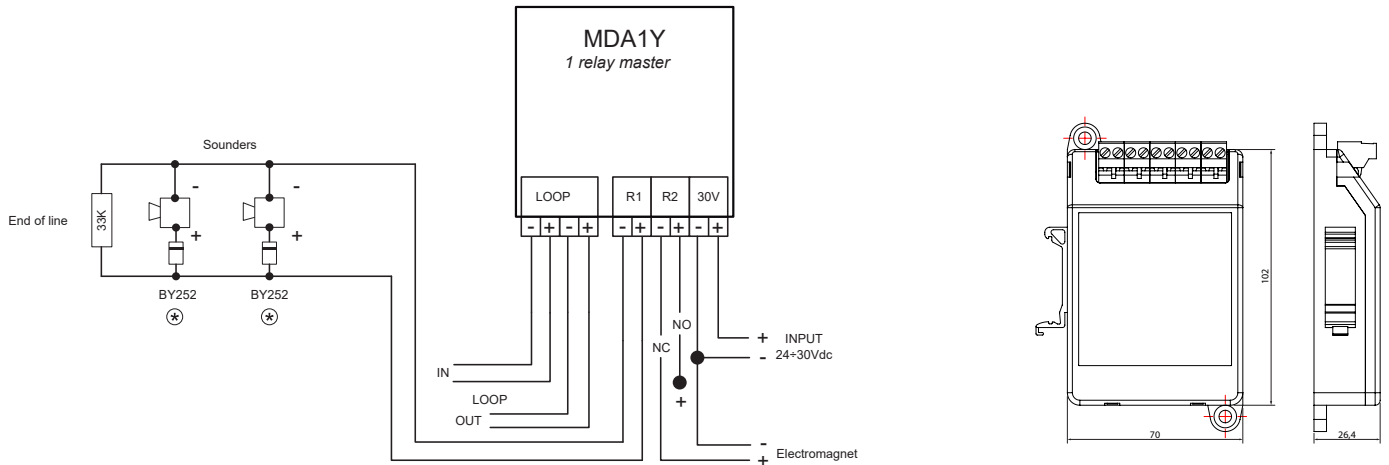 MDA1Y
1 relay master
Sounders
LOOP R1 R2 30V
- + - + - + - + - +
-
-
End of line
33K
+
+
BY252
BY252
*
*
NO
NC
+ INPUT
- 24÷30Vdc
IN
LOOP
OUT
+
-
+ Electromagnet
102
70
26,4